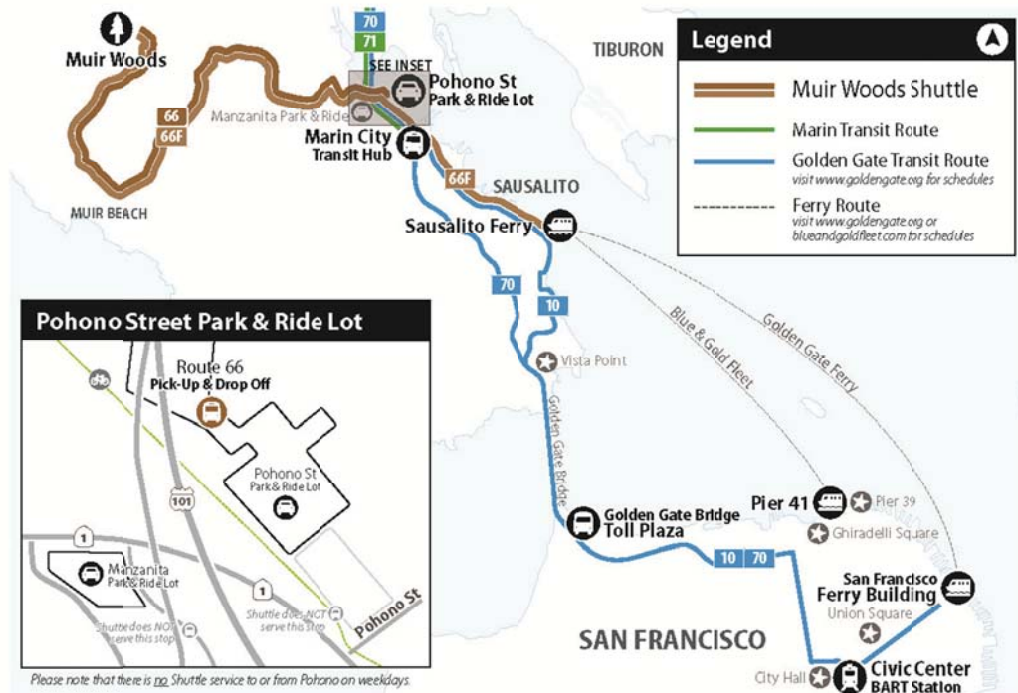 Muir Woods
70
71
SEE INSET
Pohono St
Park & Ride Lot
Manzanita Park & Ride
Marin City
Transit Hub
66
66F
MUIR BEACH
66F
SAUSALITO
Sausalito Ferry
TIBURON
70
10
Vista Point
Golden Gate Bridge
Blue & Gold Fleet
Golden Gate Ferry
Golden Gate Bridge
Toll Plaza
Pier 41
Pier 39
Ghiradelli Square
10 70
San Frandsco
Ferry Building
Union Square
SAN FRANCISCO
City Hall
Civic Center
BART Station
Legend
Muir Woods Shuttle
Marin Transit Route
Golden Gate Transit Route
visit www.goldengate.org for schedules
Ferry Route
visit www.goldengate.org or
blueandgoldfleet.com for schedules
Pohono Street Park & Ride Lot
Route 66
Pick-Up & Drop Off
Pohono St
Park & Ride Lot
101
1
Manzanita
Park & Ride Lot
1
Shuttle does NOT
serve this stop
Shuttle does NOT
serve this stop
Pohono St
Please note that there is no Shuttle service to or from Pohono on weekdays.